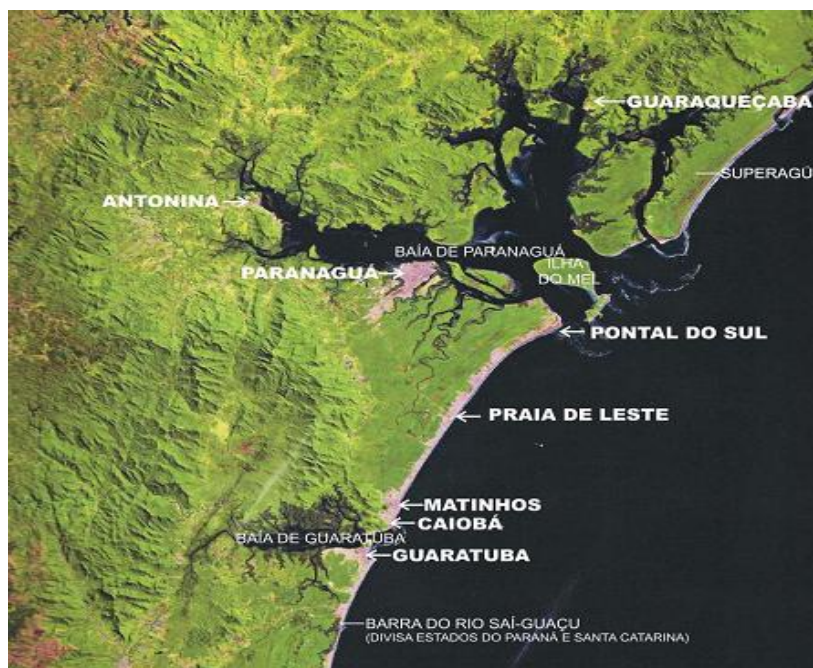 GUARAQUEÇABA
SUPERAGÜ
ANTONINA
BAÍA DE PARANAGUÁ
PARANAGUÁ
ILHA
DO MEL
PONTAL DO SUL
PRAIA DE LESTE
MATINHOS
CAIOBÁ
BAÍA DE GUARATUBA
GUARATUBA
BARRA DO RIO SAÍ-GUAÇU
(DIVISA ESTADOS DO PARANÁ E SANTA CATARINA)